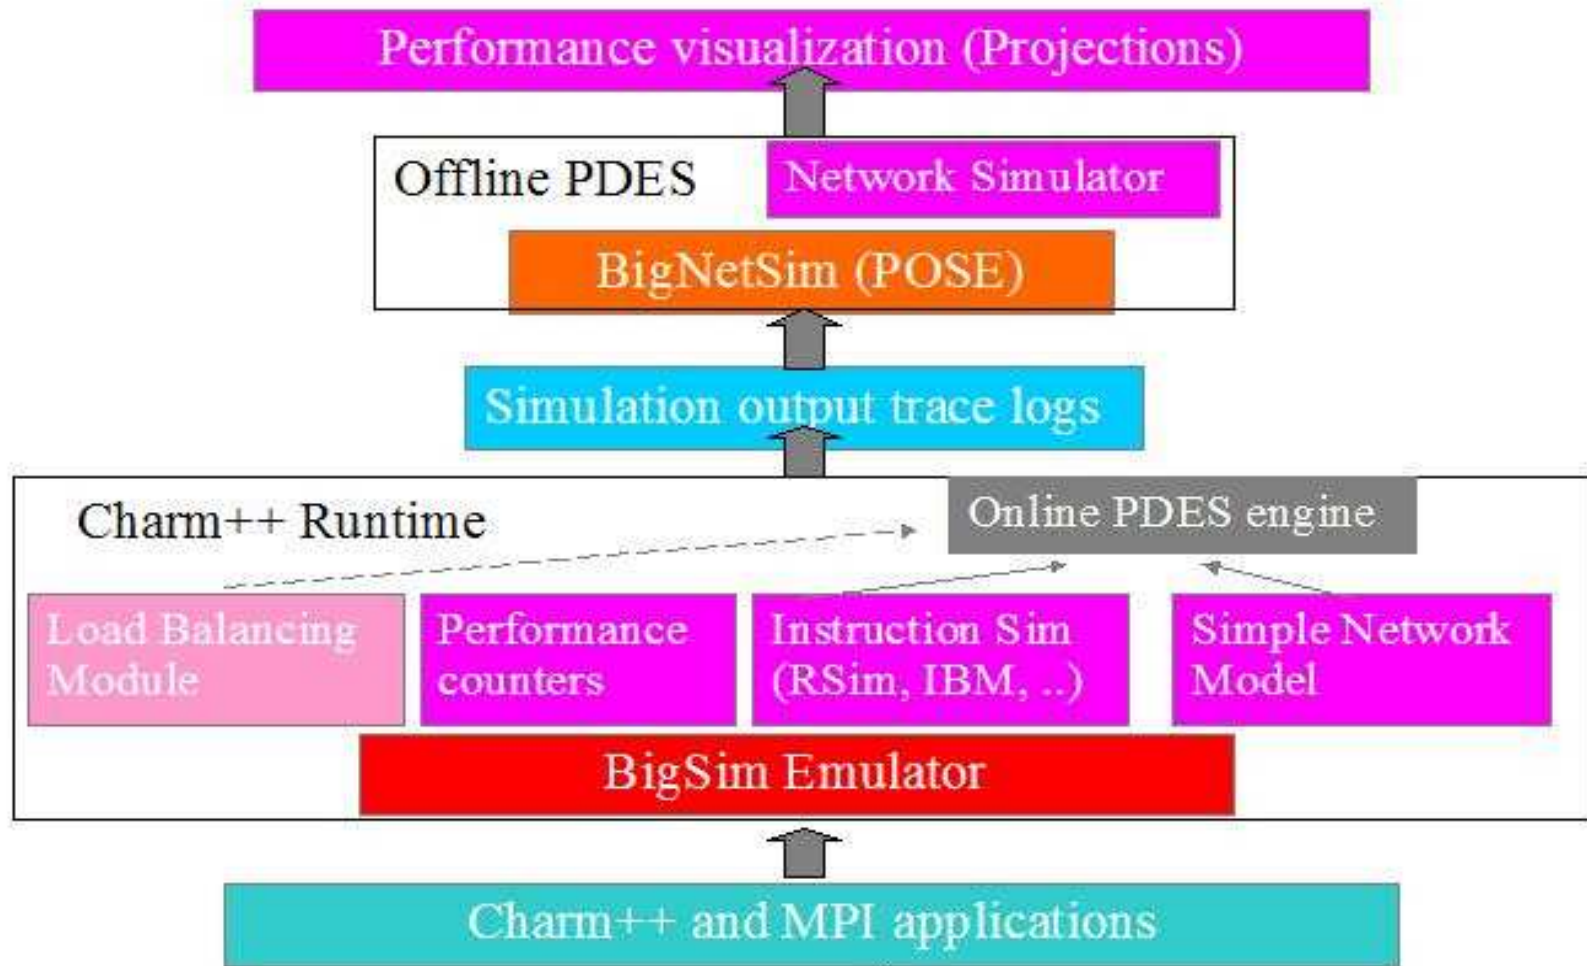 Performance visualization (Projections)
Offline PDES
Network Simulator
BigNetSim (POSE)
Simulation output trace logs
Charm++ Runtime
Online PDES engine
Load Balancing
Module
Performance
counters
Instruction Sim
(RSim, IBM, ..)
Simple Network
Model
BigSim Emulator
Charm++ and MPI applications